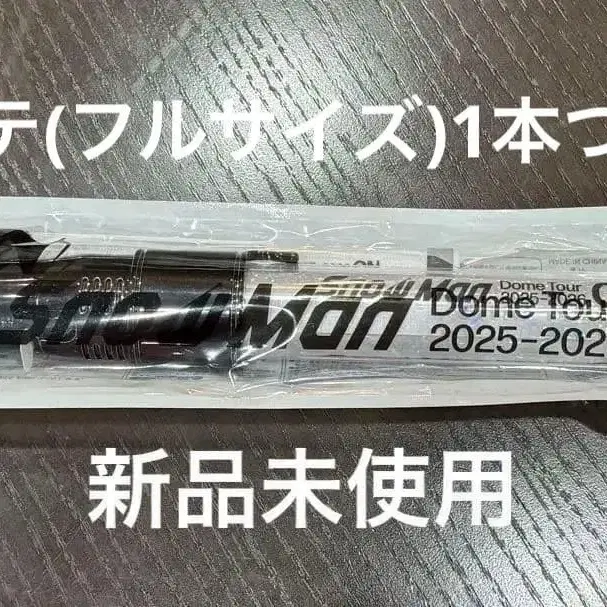 テ(フルサイズ)1本つ
MADE IN CHINA
Snow Man
Dome Tour
2025-2026
Snow Man
Dome Tou
2025-202
新品未使用